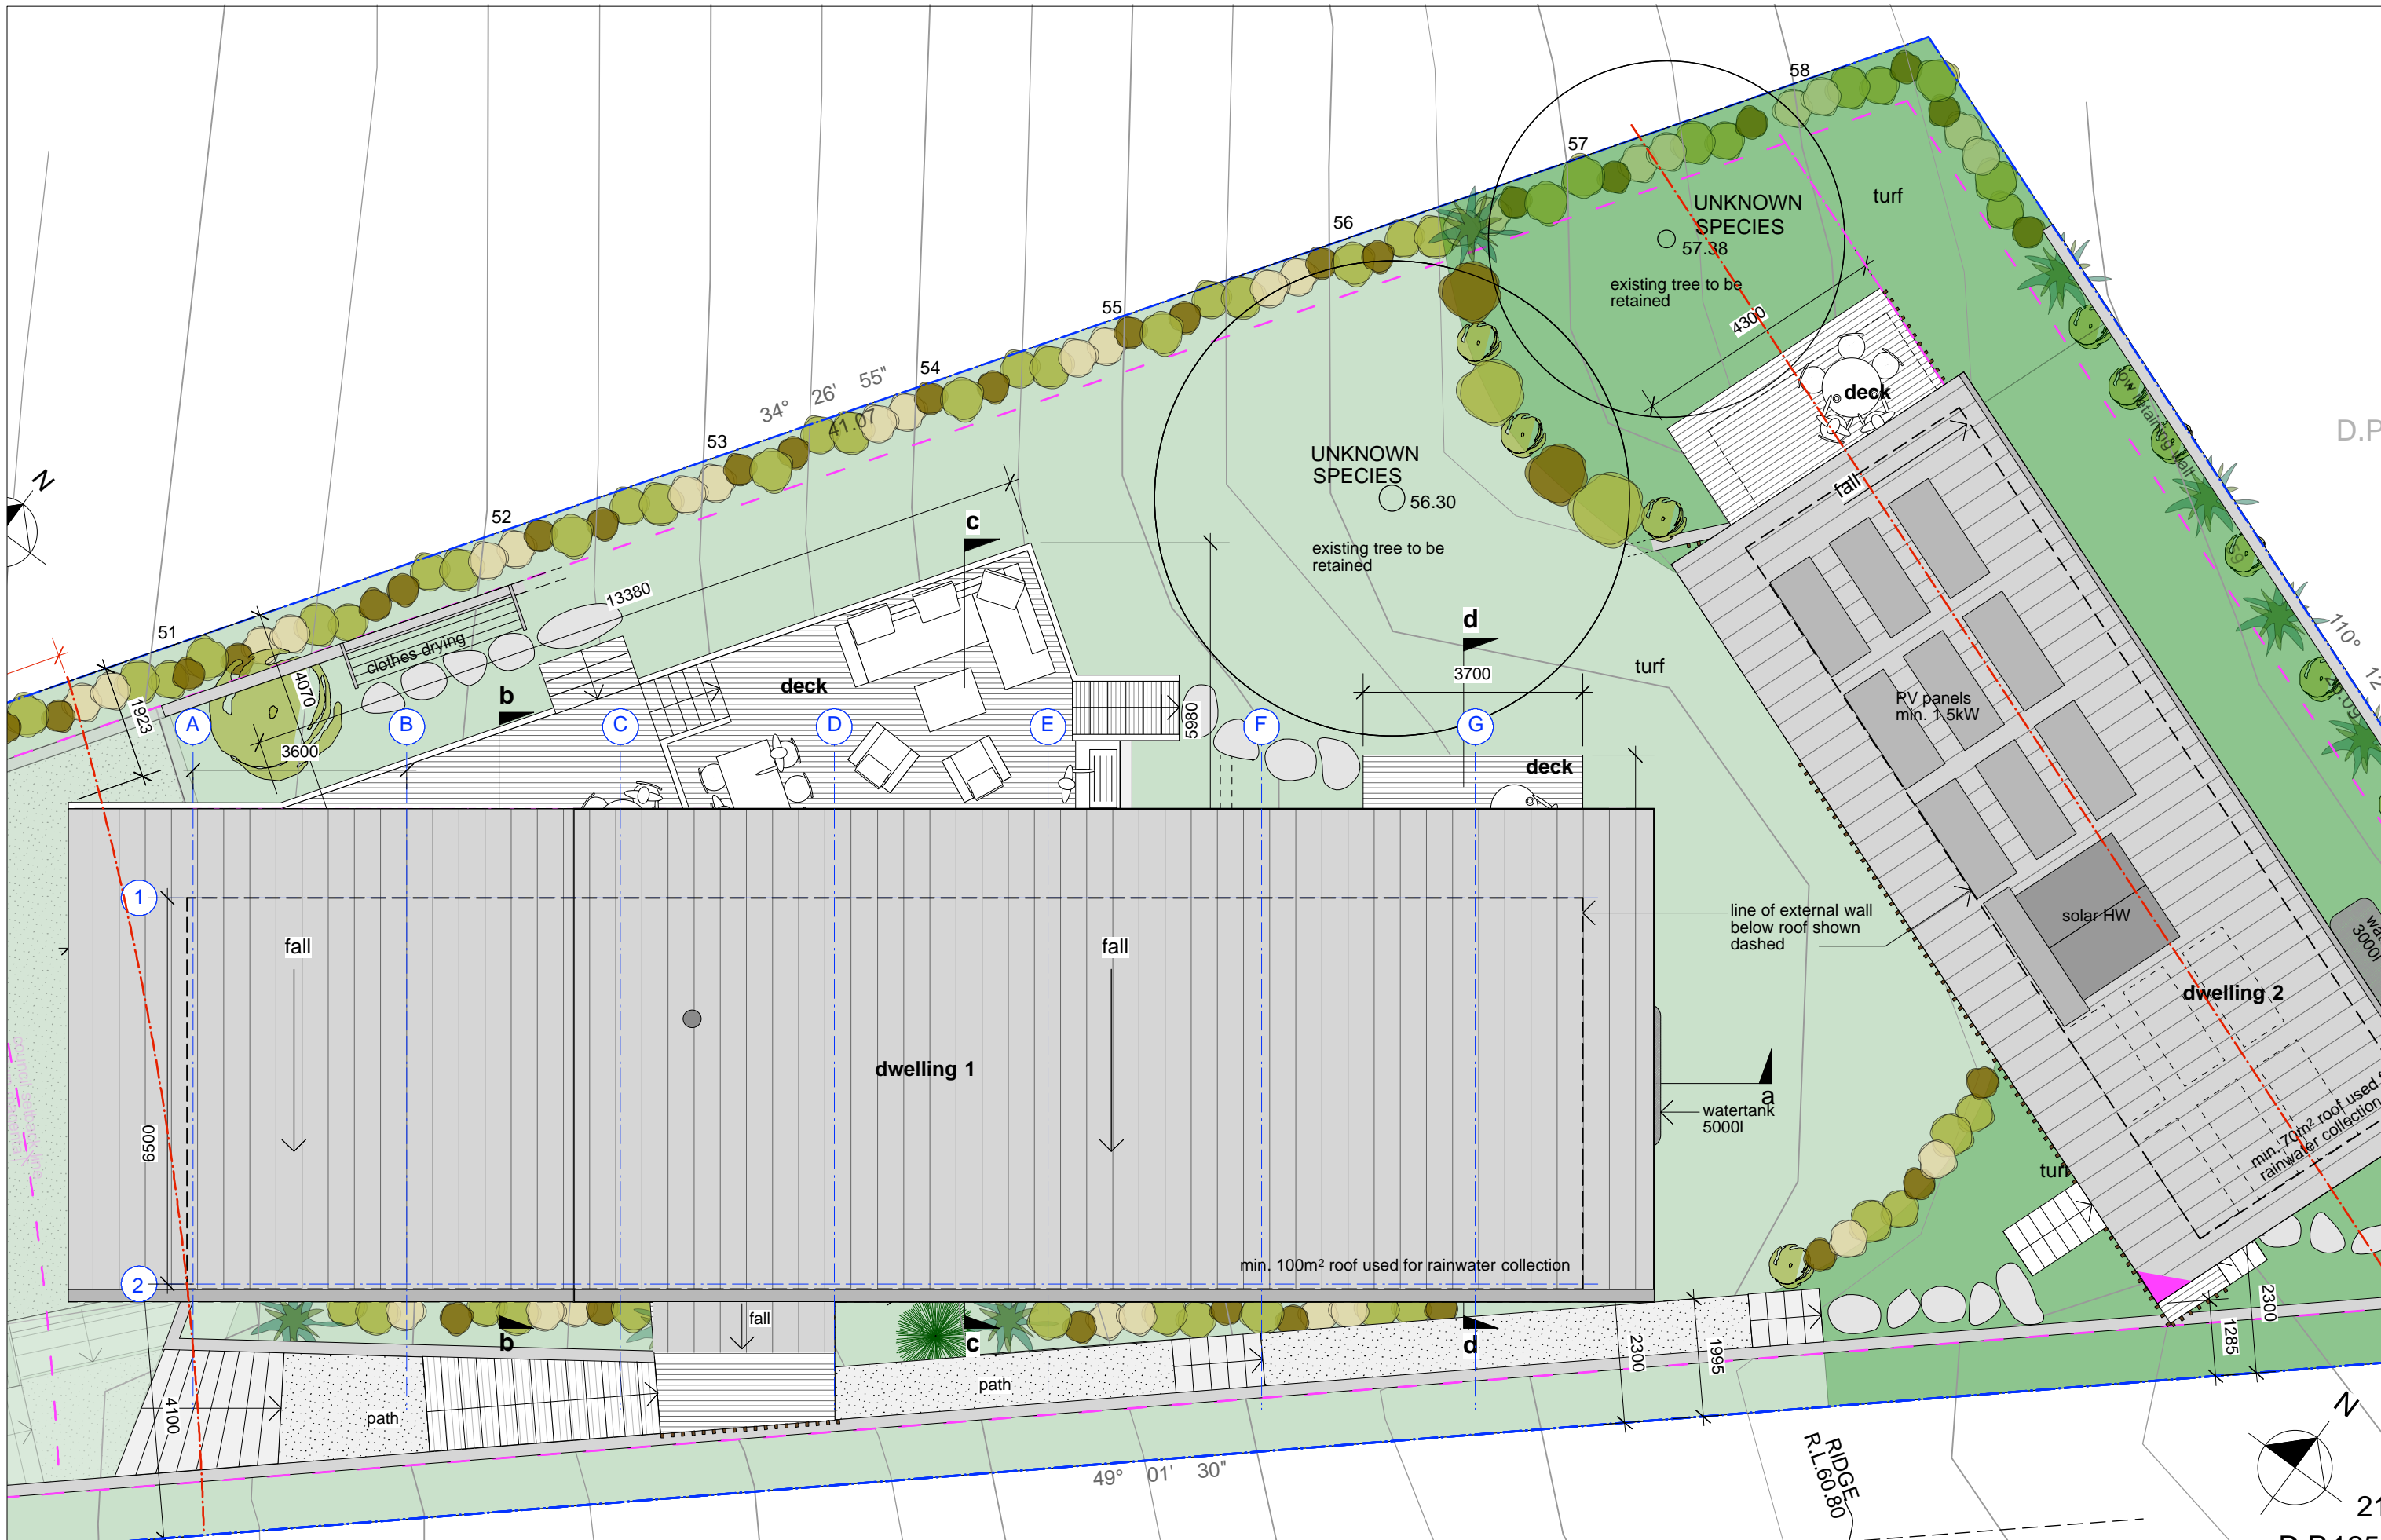 58
57
UNKNOWN
SPECIES
57.38
turf
existing tree to be
retained
56
4300
deck
55
54
34° 26' 55"
41.07
53
UNKNOWN
SPECIES
56.30
existing tree to be
retained
low retaining wall
D.P
fall
N
52
c
13380
51
clothes drying
4070
1923
3600
b
deck
5980
d
3700
turf
deck
110°
A
B
C
D
E
F
G
PV panels
min. 1.5kW
1
fall
fall
line of external wall
below roof shown
dashed
solar HW
3000l
dwelling 2
dwelling 1
a
watertank
5000l
6500
min. 70m² roof used
rainwater collection
turf
2
min. 100m² roof used for rainwater collection
fall
b
c
d
2300
1995
2300
1285
path
path
4100
49° 01' 30"
RIDGE
R.L.60.80
N
21